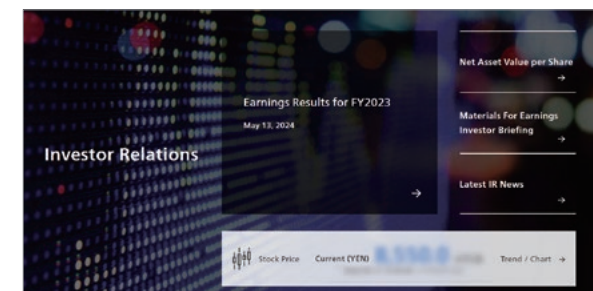 Investor Relations
Earnings Results for FY2023
May 13, 2024
→
Net Asset Value per Share
→
Materials For Earnings
Investor Briefing
→
Latest IR News
→
Stock Price Current (YEN) Trend / Chart →